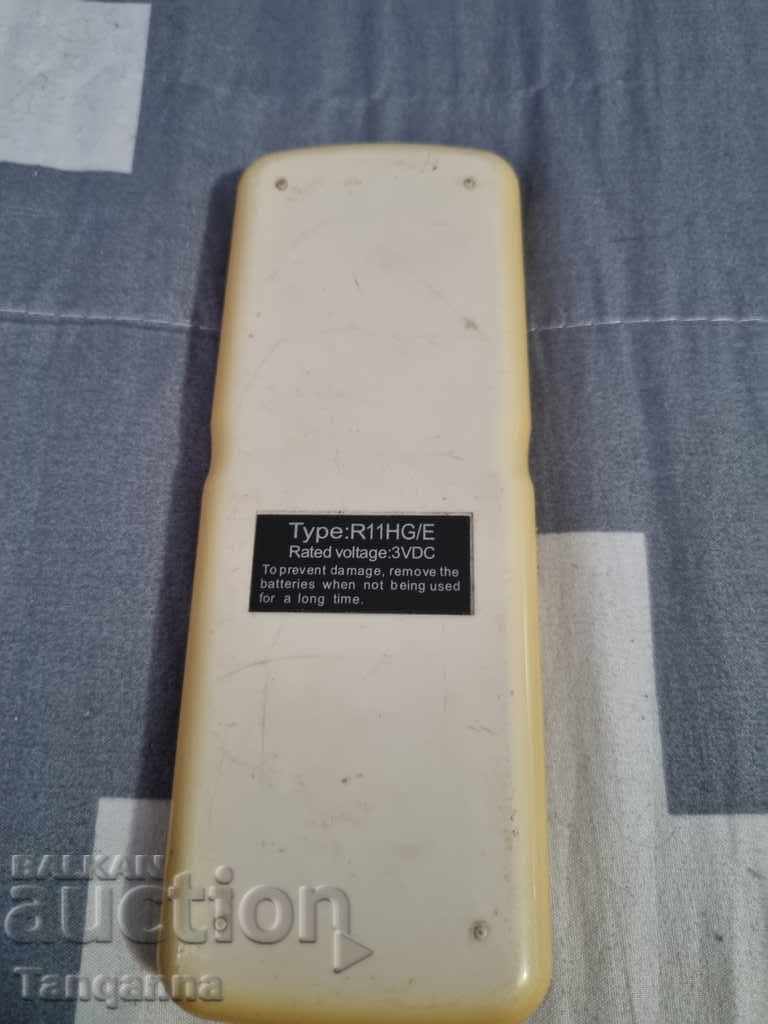 Type:R11HG/E
Rated voltage:3VDC
To prevent damage, remove the
batteries when not being used
for a long time.
BALKAN
auction
Tanganna